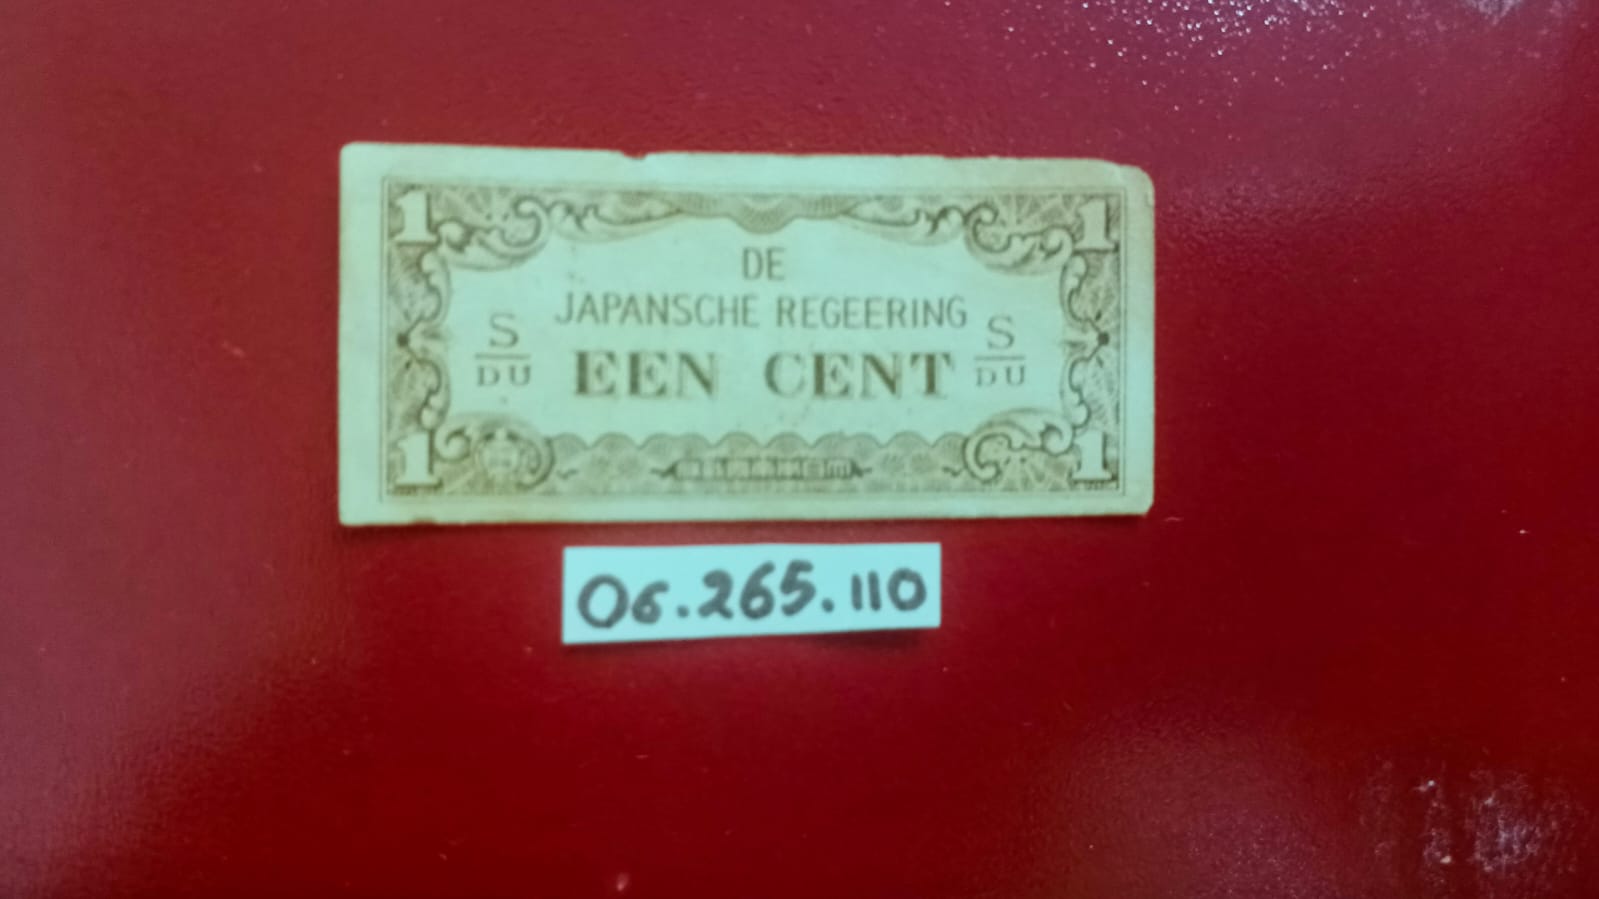 1 1
DE
JAPANSCHE REGEERING
S/DU EEN CENT S/DU
1 1
06.265.110